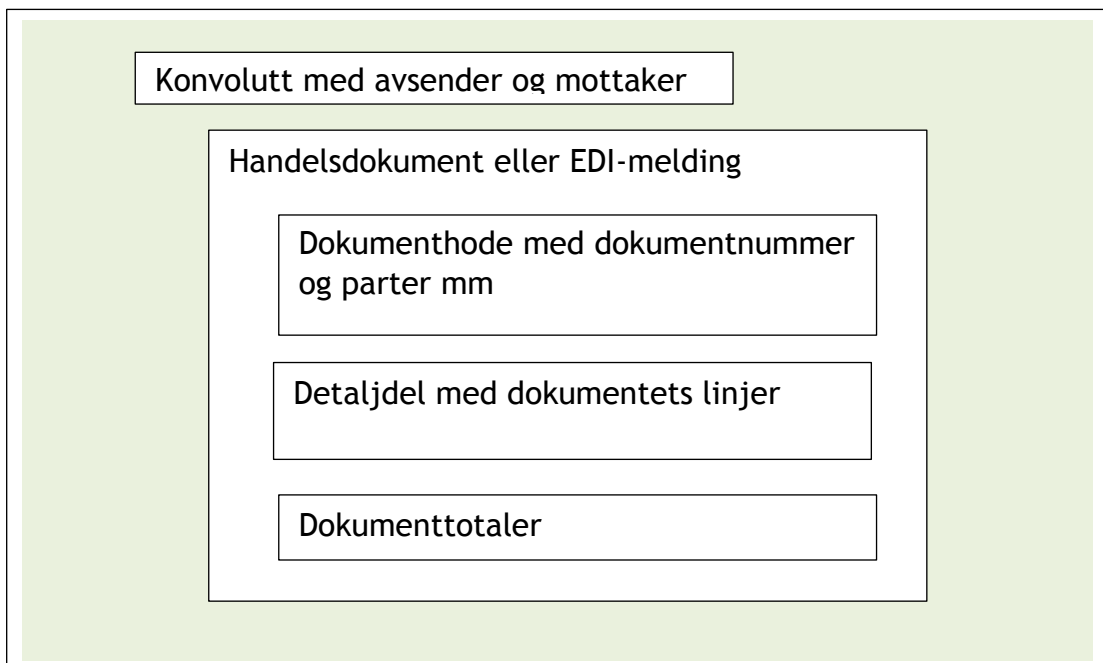 Konvolutt med avsender og mottaker
Handelsdokument eller EDI-melding
Dokumenthode med dokumentnummer
og parter mm
Detaljdel med dokumentets linjer
Dokumenttotaler